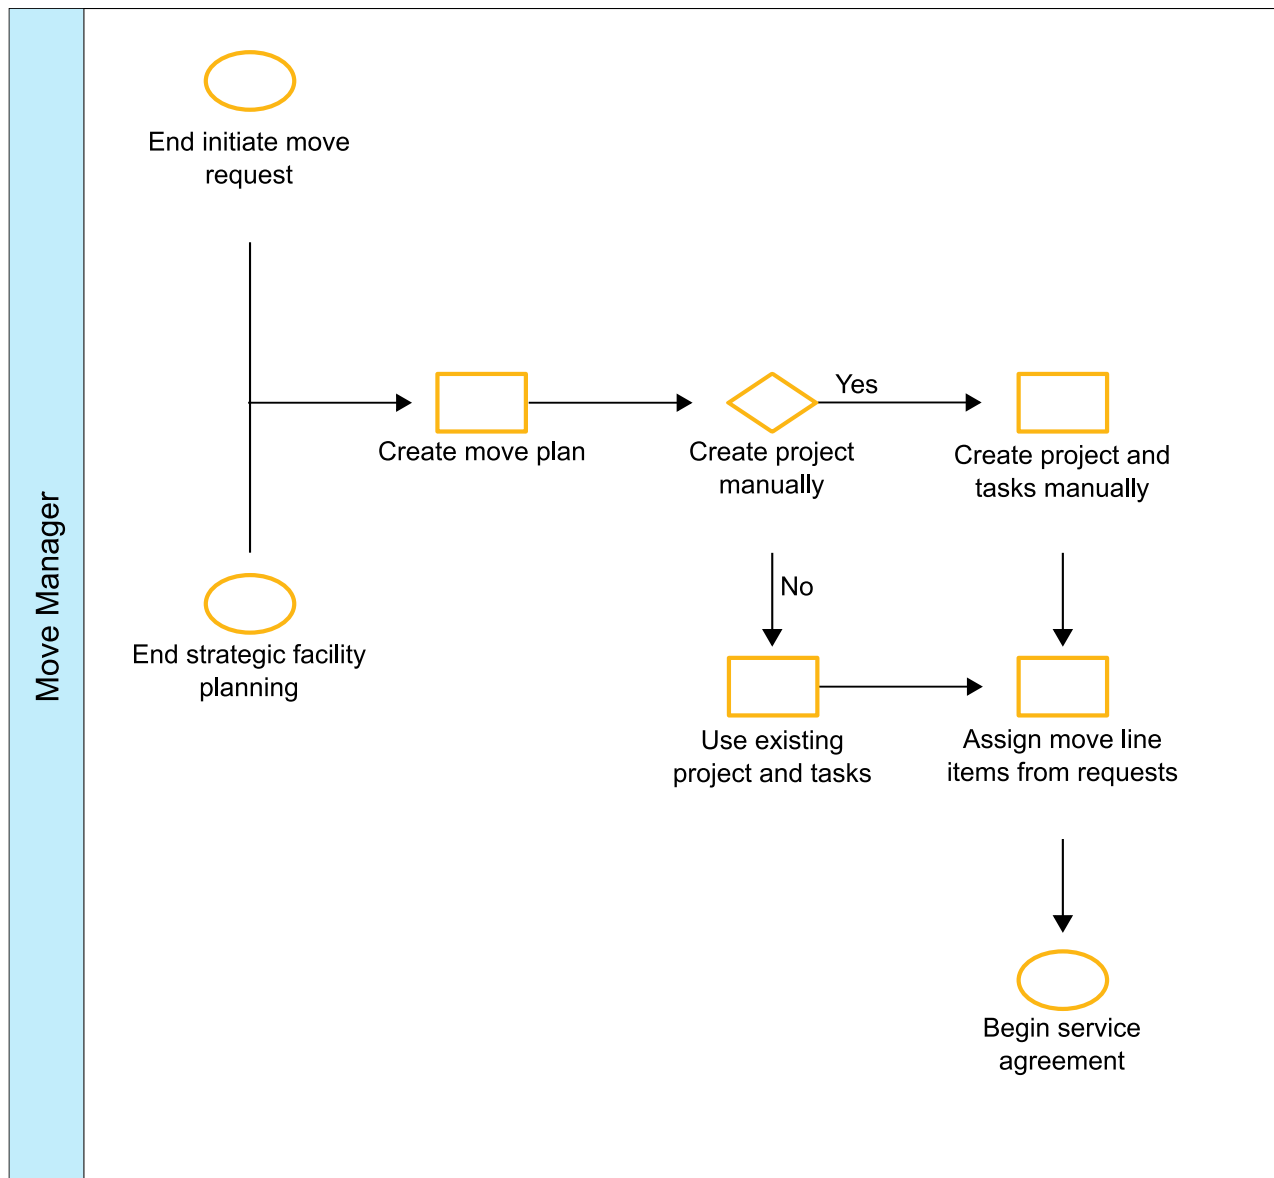 Move Manager
End initiate move
request
Yes
Create move plan
Create project
manually
Create project and
tasks manually
No
End strategic facility
planning
Use existing
project and tasks
Assign move line
items from requests
Begin service
agreement